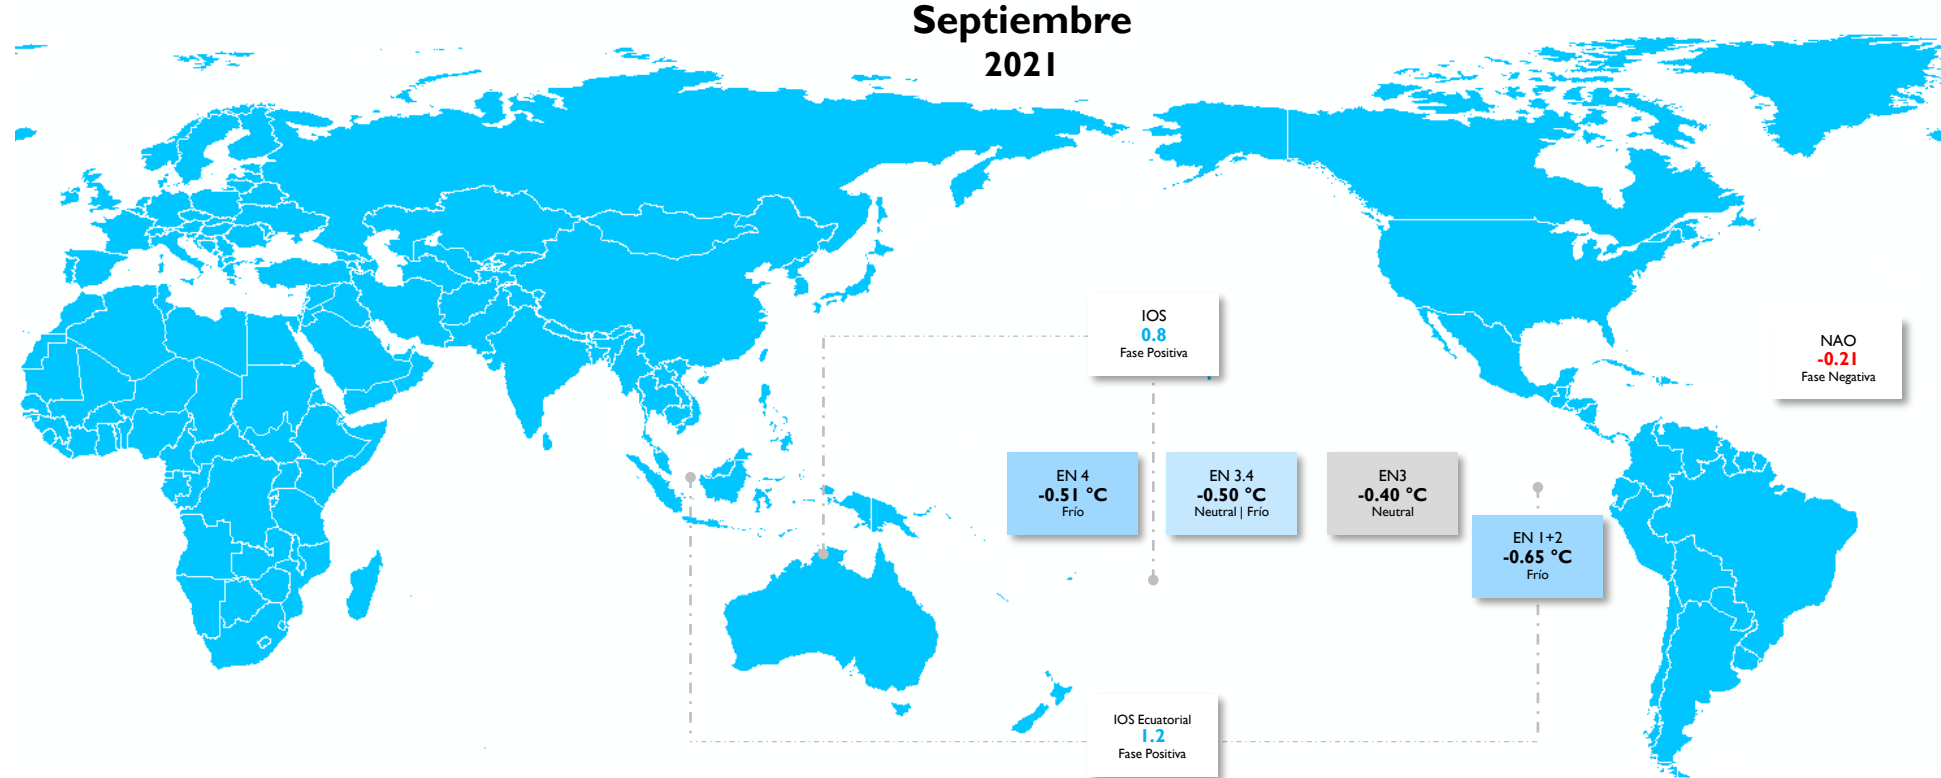 Septiembre
2021
IOS
0.8
Fase Positiva
NAO
-0.21
Fase Negativa
EN 4
-0.51 °C
Frío
EN 3.4
-0.50 °C
Neutral | Frío
EN3
-0.40 °C
Neutral
EN 1+2
-0.65 °C
Frío
IOS Ecuatorial
1.2
Fase Positiva